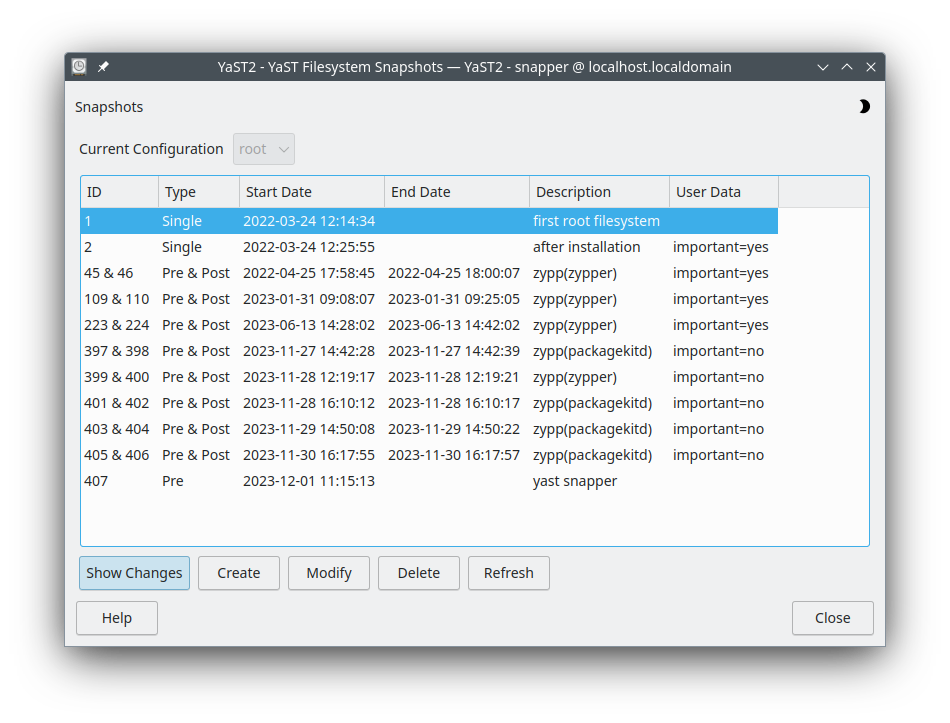 YaST2 - YaST Filesystem Snapshots — YaST2 - snapper @ localhost.localdomain
Snapshots
Current Configuration root
ID Type Start Date End Date Description User Data
1 Single 2022-03-24 12:14:34 first root filesystem
2 Single 2022-03-24 12:25:55 after installation important=yes
45 & 46 Pre & Post 2022-04-25 17:58:45 2022-04-25 18:00:07 zypp(zypper) important=yes
109 & 110 Pre & Post 2023-01-31 09:08:07 2023-01-31 09:25:05 zypp(zypper) important=yes
223 & 224 Pre & Post 2023-06-13 14:28:02 2023-06-13 14:42:02 zypp(zypper) important=yes
397 & 398 Pre & Post 2023-11-27 14:42:28 2023-11-27 14:42:39 zypp(packagekitd) important=no
399 & 400 Pre & Post 2023-11-28 12:19:17 2023-11-28 12:19:21 zypp(zypper) important=no
401 & 402 Pre & Post 2023-11-28 16:10:12 2023-11-28 16:10:17 zypp(packagekitd) important=no
403 & 404 Pre & Post 2023-11-29 14:50:08 2023-11-29 14:50:22 zypp(packagekitd) important=no
405 & 406 Pre & Post 2023-11-30 16:17:55 2023-11-30 16:17:57 zypp(packagekitd) important=no
407 Pre 2023-12-01 11:15:13 yast snapper
Show Changes Create Modify Delete Refresh
Help Close